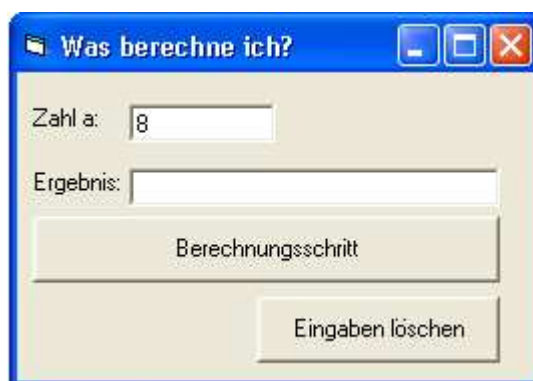 Was berechne ich?
Zahl a: 8
Ergebnis:
Berechnungsschritt
Eingaben löschen